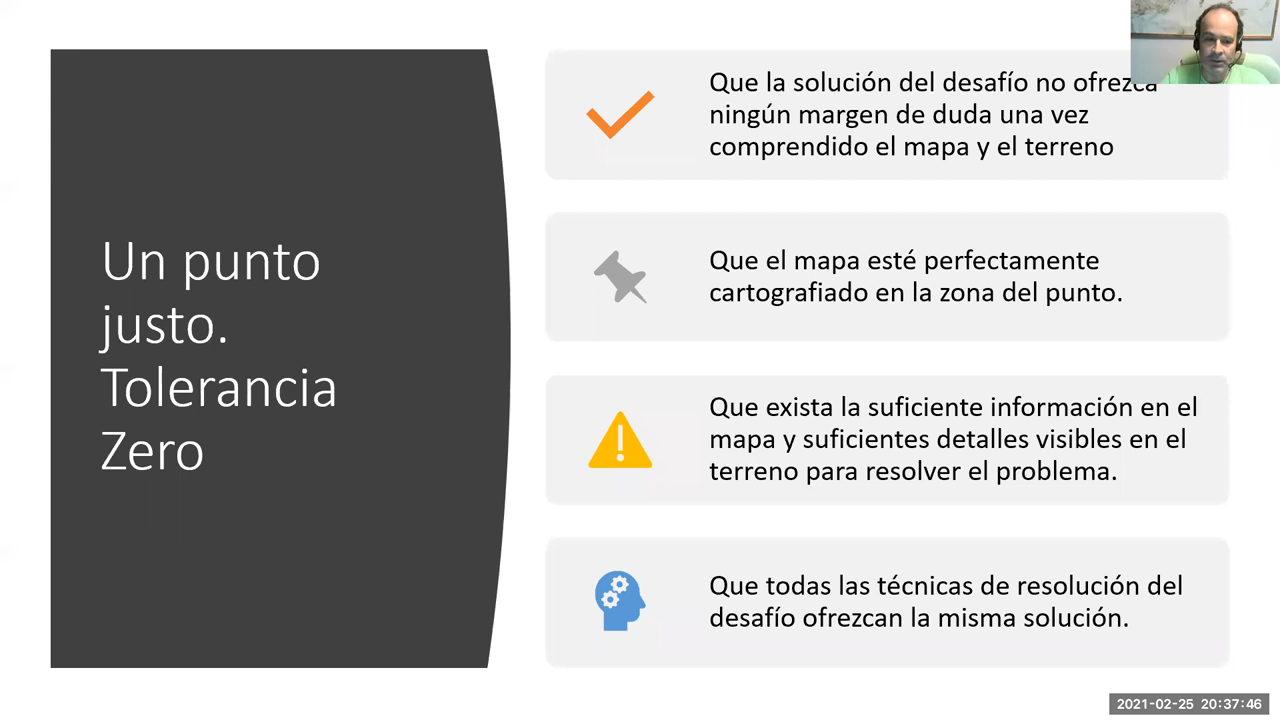 Un punto
justo.
Tolerancia
Zero
Que la solución del desafío no ofrezca
ningún margen de duda una vez
comprendido el mapa y el terreno
Que el mapa esté perfectamente
cartografiado en la zona del punto.
Que exista la suficiente información en el
mapa y suficientes detalles visibles en el
terreno para resolver el problema.
Que todas las técnicas de resolución del
desafío ofrezcan la misma solución.
2021-02-25 20:37:46